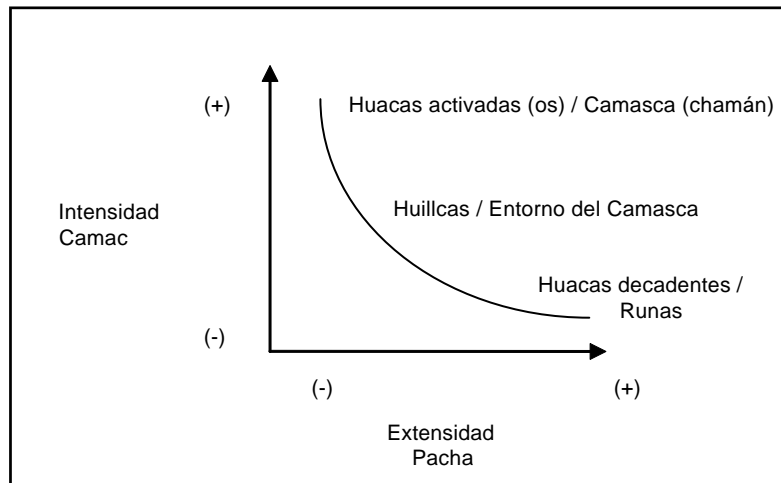 (+)
Huacas activadas (os) / Camasca (chamán)
Intensidad
Camac
Huillcas / Entorno del Camasca
Huacas decadentes /
Runas
(-)
(-)
(+)
Extensidad
Pacha